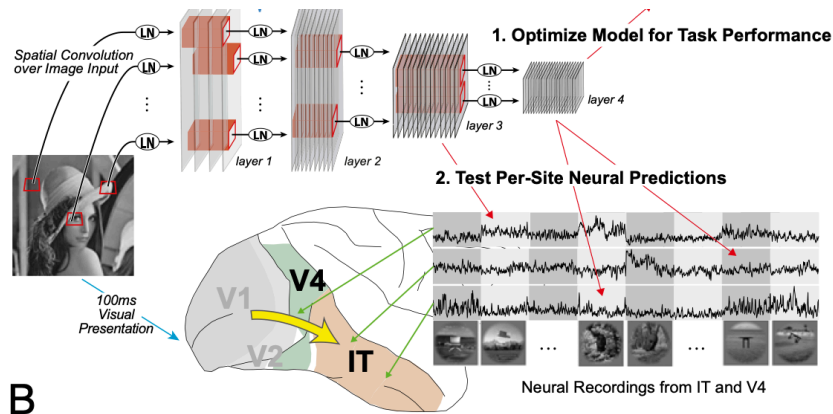 1. Optimize Model for Task Performance
Spatial Convolution
over Image Input
LN
LN
LN
LN
LN
LN
LN
LN
LN
LN
...
...
...
...
layer 1
layer 2
layer 3
layer 4
2. Test Per-Site Neural Predictions
100ms
Visual
Presentation
V1
V2
V4
IT
...
...
Neural Recordings from IT and V4
B